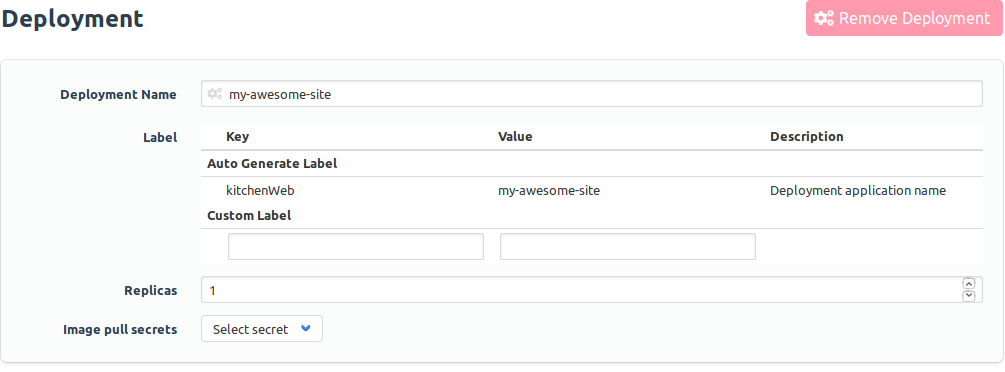 Deployment
Remove Deployment
Deployment Name my-awesome-site
Label Key Value Description
Auto Generate Label
kitchenWeb my-awesome-site Deployment application name
Custom Label
Replicas 1
Image pull secrets Select secret